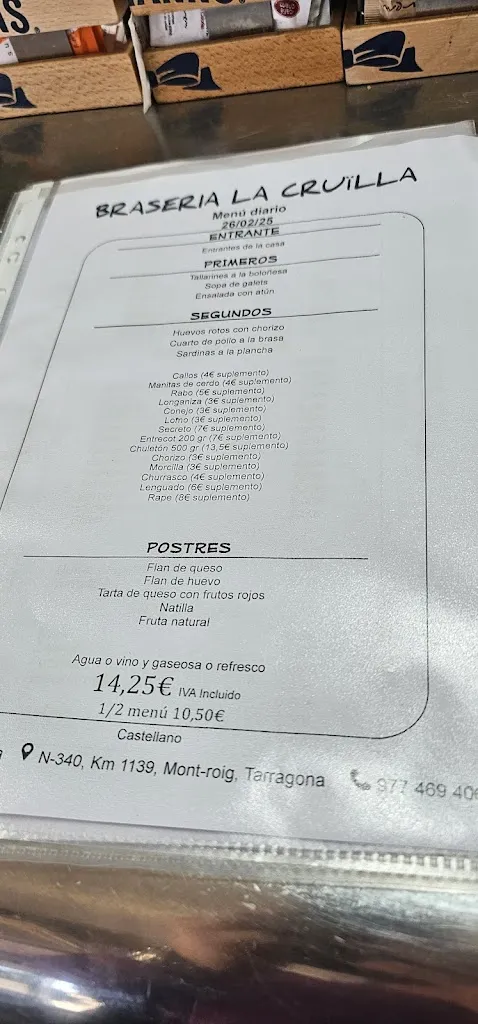 BRASERIA LA CRUÏLLA
Menú diario
26/02/25
ENTRANTE
Entrantes de la casa
PRIMEROS
Tallarines a la boloñesa
Sopa de galets
Ensalada con atún
SEGUNDOS
Huevos rotos con chorizo
Cuarto de pollo a la brasa
Sardinas a la plancha
Callos (4€ suplemento)
Manitas de cerdo (4€ suplemento)
Rabo (5€ suplemento)
Longaniza (3€ suplemento)
Conejo (3€ suplemento)
Lomo (3€ suplemento)
Secreto (7€ suplemento)
Entrecot 200 gr (7€ suplemento)
Chuletón 500 gr (13,5€ suplemento)
Chorizo (3€ suplemento)
Morcilla (3€ suplemento)
Churrasco (4€ suplemento)
Lenguado (6€ suplemento)
Rape (8€ suplemento)
POSTRES
Flan de queso
Flan de huevo
Tarta de queso con frutos rojos
Natilla
Fruta natural
Agua o vino y gaseosa o refresco
14,25€ IVA Incluido
1/2 menú 10,50€
Castellano
N-340, Km 1139, Mont-roig, Tarragona
977 469 40